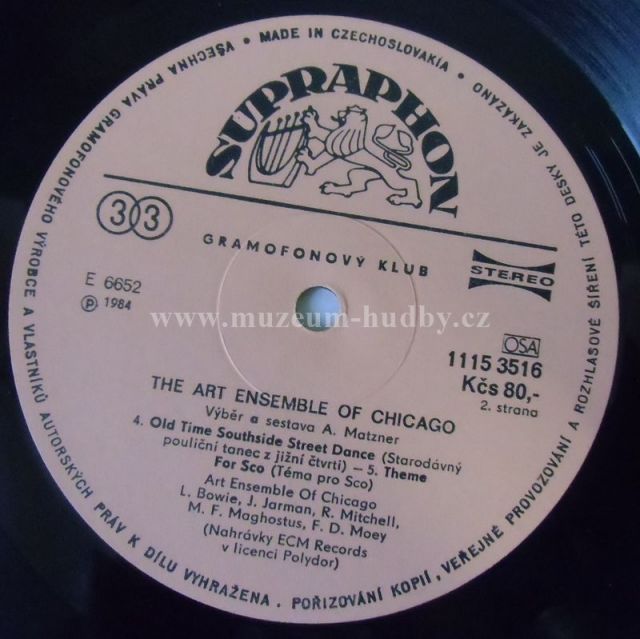 VŠECHNA PRÁVA GRAMOFONOVÉHO VÝROBCE A VLASTNÍKŮ AUTORSKÝCH PRÁV K DÍLU VYHRAŽENA. POŘIZOVÁNÍ KOPIÍ, VEŘEJNÉ PROVOZOVÁNÍ A ROZHLASOVÉ ŠÍŘENÍ TÉTO DESKY JE ZAKÁZÁNO • MADE IN CZECHOSLOVAKIA •
SUPRAPHON
33
GRAMOFONOVÝ KLUB
STEREO
E 6652
Ⓟ 1984
www.muzeum-hudby.cz
OSA
1115 3516
Kčs 80,-
2. strana
THE ART ENSEMBLE OF CHICAGO
Výběr a sestava A. Matzner
4. Old Time Southside Street Dance (Starodávný
pouliční tanec z jižní čtvrti) — 5. Theme
For Sco (Téma pro Sco)
Art Ensemble Of Chicago
L. Bowie, J. Jarman, R. Mitchell,
M. F. Maghostus, F. D. Moey
(Nahrávky ECM Records
v licenci Polydor)